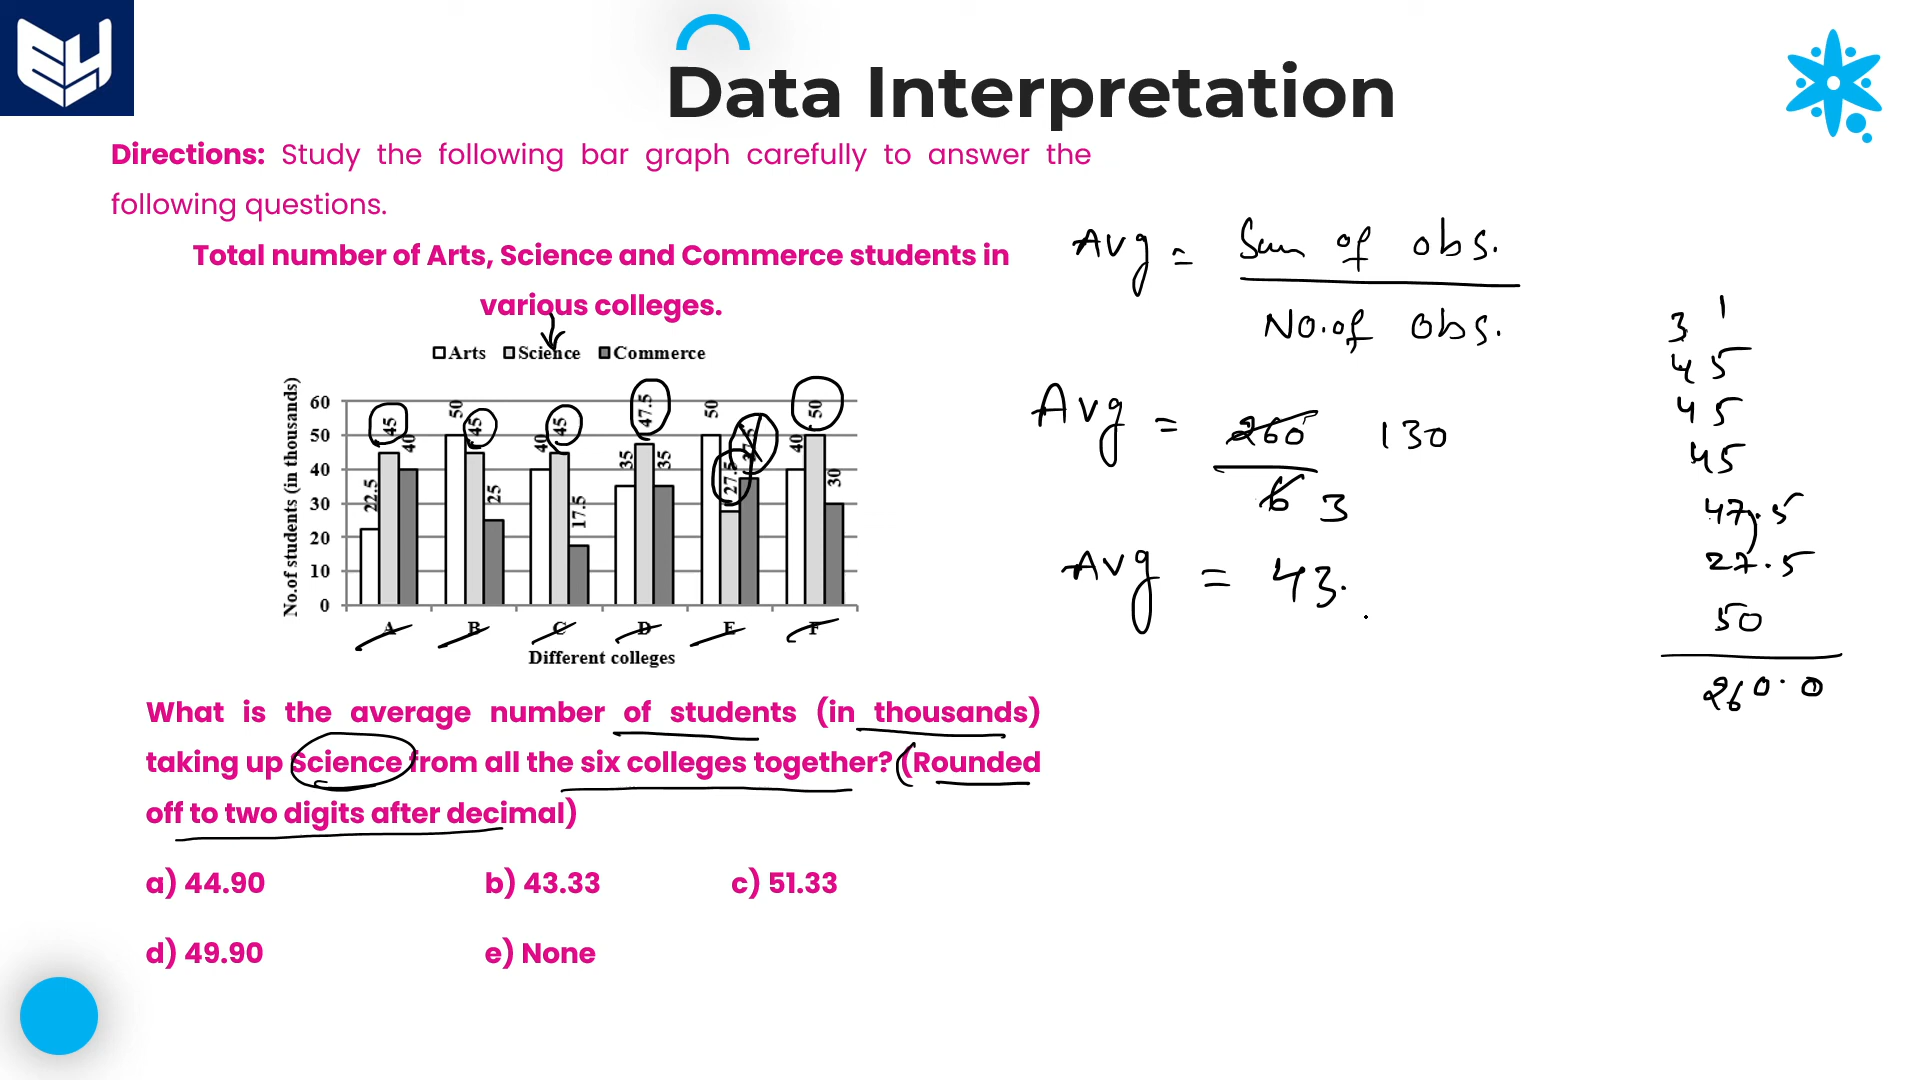 Data Interpretation
Directions: Study the following bar graph carefully to answer the
following questions.
Total number of Arts, Science and Commerce students in
various colleges.
Arts Science Commerce
No.of students (in thousands)
60
50
40
30
20
10
0
22.5 45 40
50 45 25
40 45 17.5
35 47.5 35
50 27.5
40 50 30
A B C D E F
Different colleges
What is the average number of students (in thousands)
taking up Science from all the six colleges together? (Rounded
off to two digits after decimal)
a) 44.90 b) 43.33 c) 51.33
d) 49.90 e) None
Avg = Sum of obs.
No.of obs.
Avg = 260 130
6 3
Avg = 43.
3 1
45
45
45
47.5
27.5
50
260.0